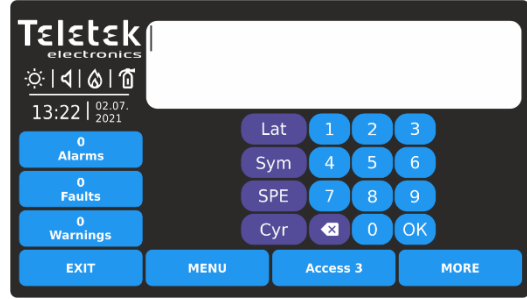 Teletek
electronics
13:22 02.07.
2021
0
Alarms
0
Faults
0
Warnings
Lat 1 2 3
Sym 4 5 6
SPE 7 8 9
Cyr 0 OK
EXIT MENU Access 3 MORE